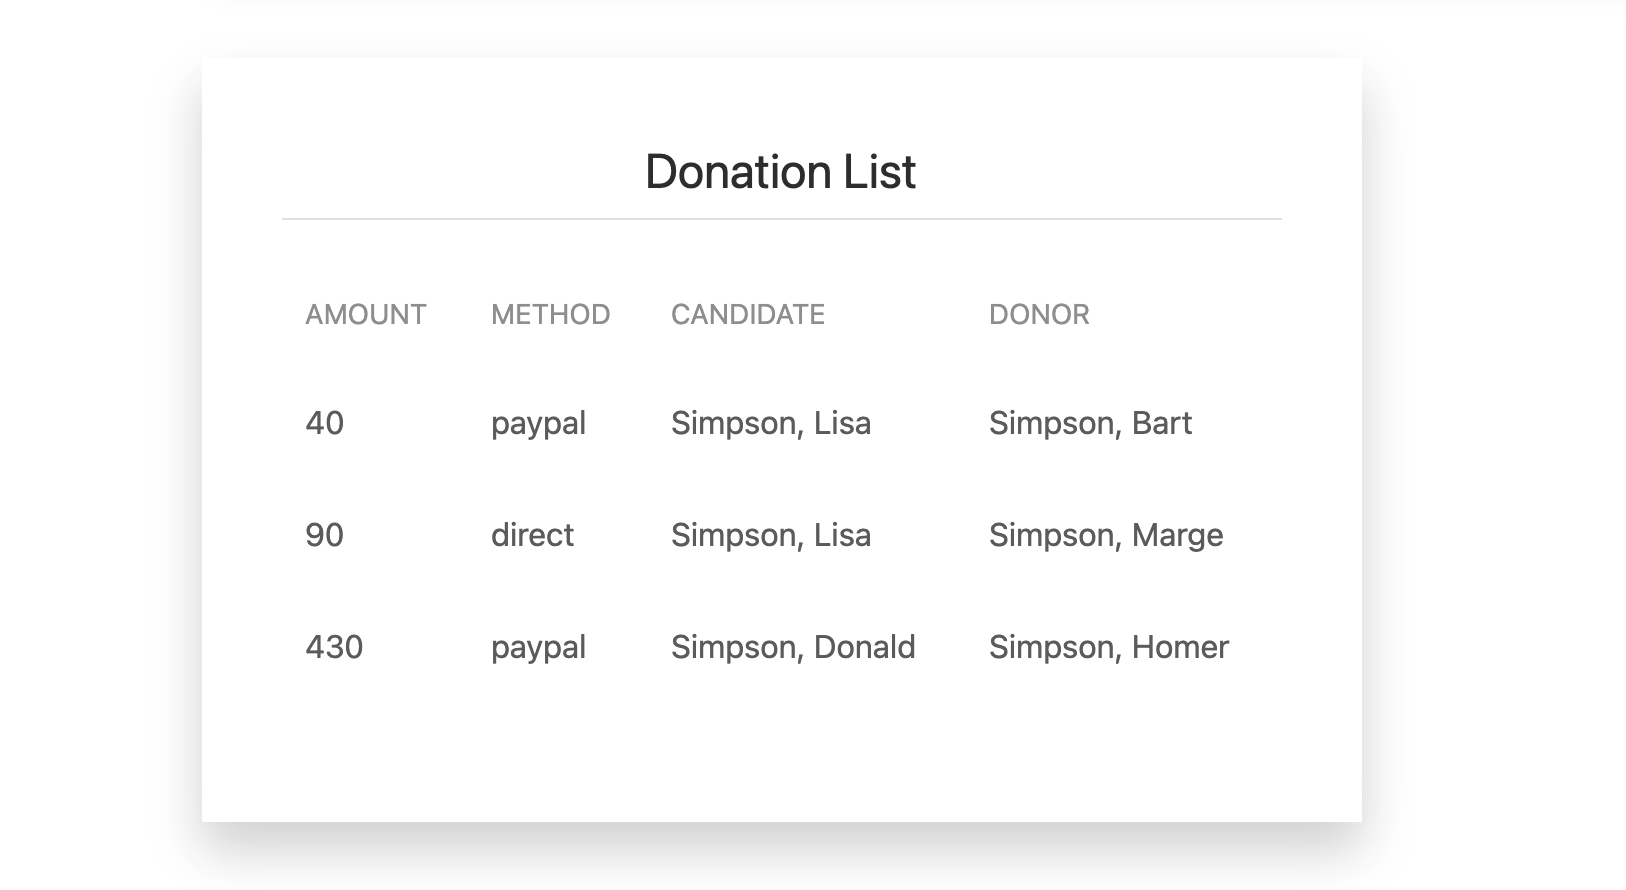 Donation List
AMOUNT METHOD CANDIDATE DONOR
40 paypal Simpson, Lisa Simpson, Bart
90 direct Simpson, Lisa Simpson, Marge
430 paypal Simpson, Donald Simpson, Homer